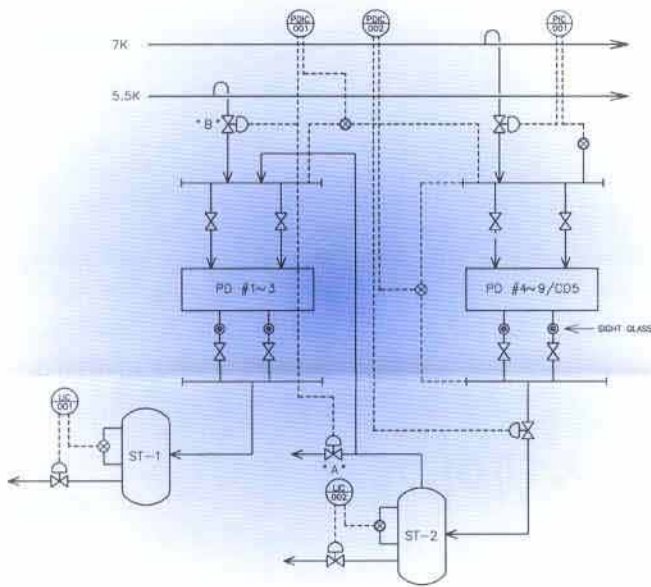 PDIC 001
PDIC 002
PIC 001
7K
5.5K
"B"
PD #1~3
PD #4~9/CD5
SIGHT GLASS
LIC 001
ST-1
"A"
LIC 002
ST-2